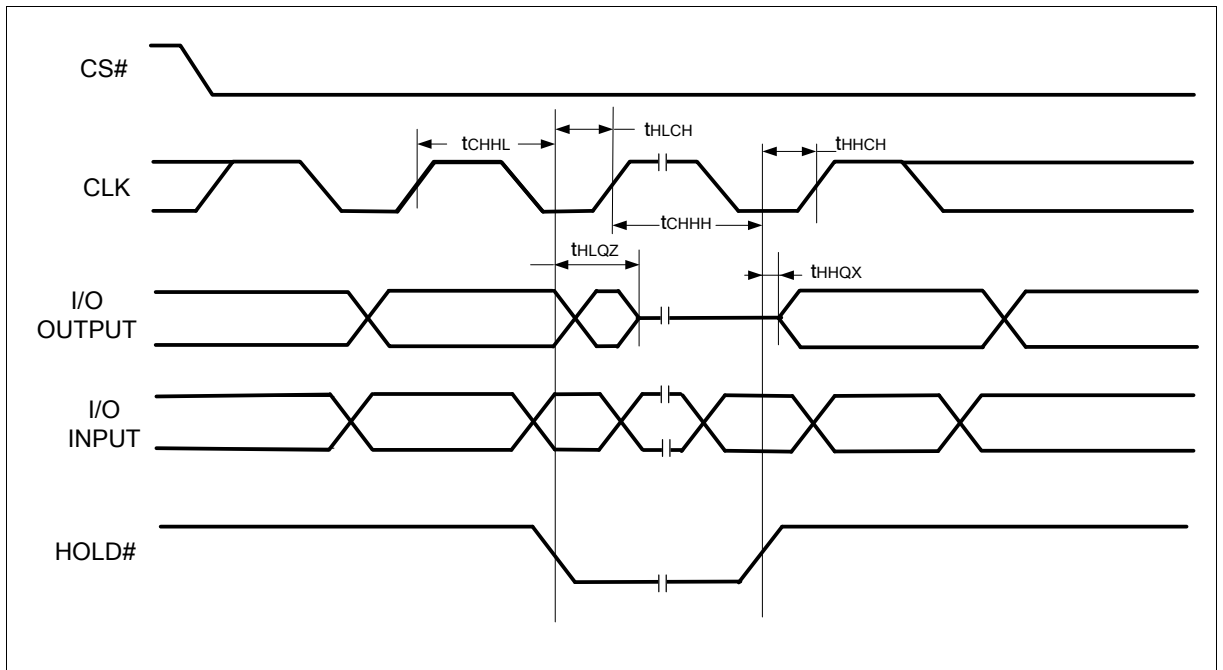 CS#
tCHHL
tHLCH
tHHCH
CLK
tCHHH
tHLQZ
tHHQX
I/O
OUTPUT
I/O
INPUT
HOLD#